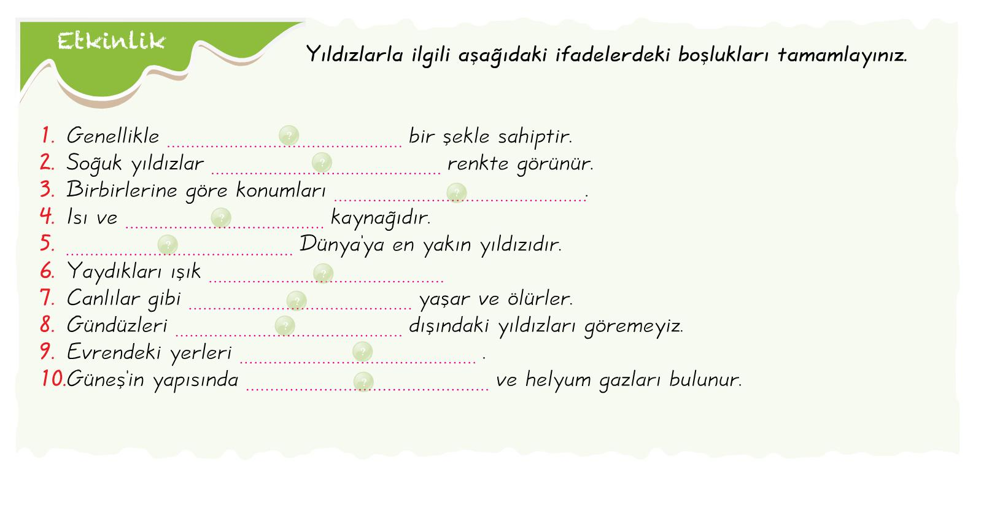 Etkinlik
Yıldızlarla ilgili aşağıdaki ifadelerdeki boşlukları tamamlayınız.
1. Genellikle ........ ? ........ bir şekle sahiptir.
2. Soğuk yıldızlar ........ ? ........ renkte görünür.
3. Birbirlerine göre konumları ........ ? ........ .
4. Isı ve ........ ? ........ kaynağıdır.
5. ........ ? ........ Dünya'ya en yakın yıldızıdır.
6. Yaydıkları ışık ........ ? ........
7. Canlılar gibi ........ ? ........ yaşar ve ölürler.
8. Gündüzleri ........ ? ........ dışındaki yıldızları göremeyiz.
9. Evrendeki yerleri ........ ? ........ .
10. Güneş'in yapısında ........ ? ........ ve helyum gazları bulunur.